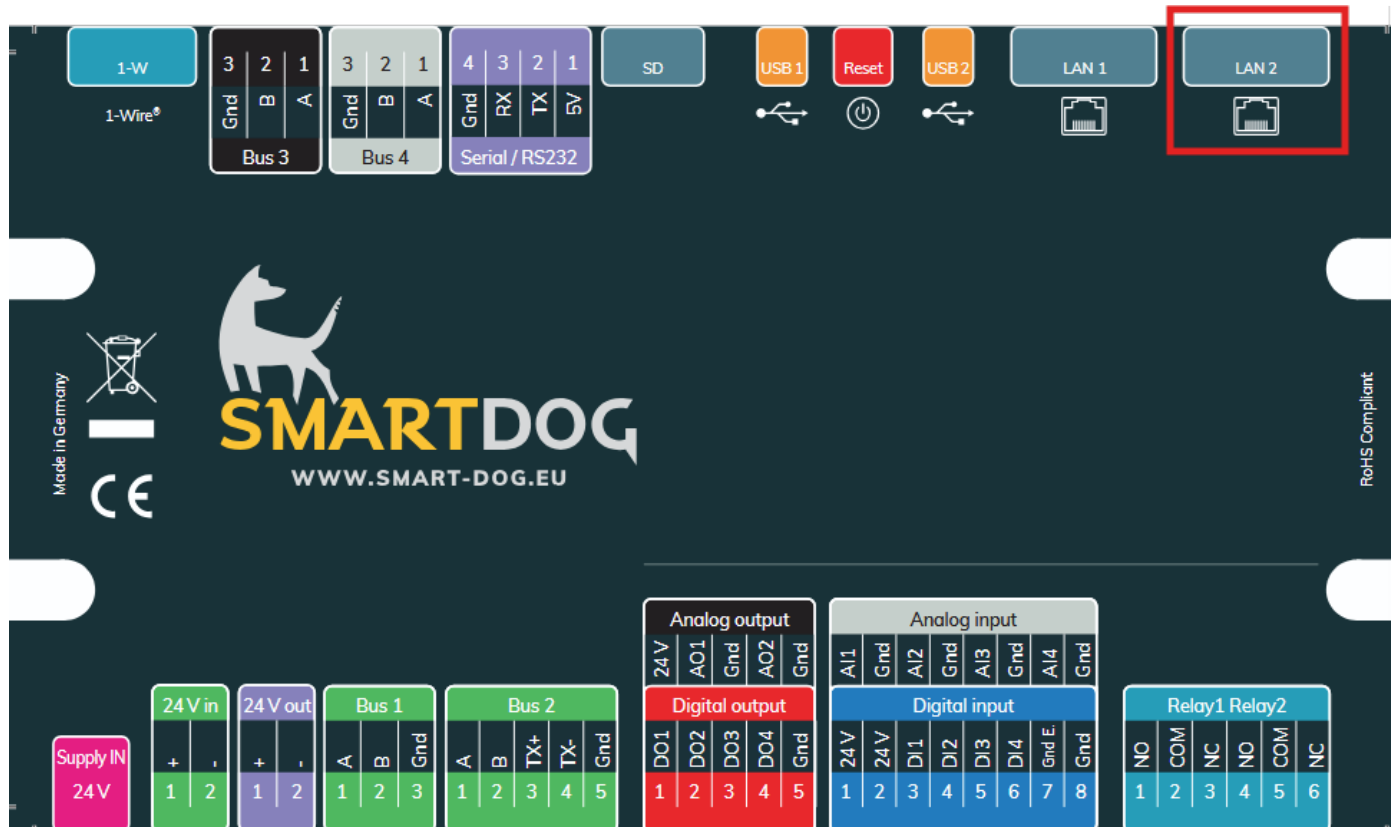 1-W
1-Wire®
3 2 1
Gnd B A
Bus 3
3 2 1
Gnd B A
Bus 4
4 3 2 1
Gnd RX TX 5V
Serial / RS232
SD
USB 1
Reset
USB 2
LAN 1
LAN 2
Made in Germany
CE
SMARTDOG
WWW.SMART-DOG.EU
RoHS Compliant
Supply IN
24 V
24 V in
+ -
1 2
24 V out
+ -
1 2
Bus 1
A B Gnd
1 2 3
Bus 2
A B TX+ TX- Gnd
1 2 3 4 5
Analog output
24 V AO1 Gnd AO2 Gnd
Digital output
DO1 DO2 DO3 DO4 Gnd
1 2 3 4 5
Analog input
AI1 Gnd AI2 Gnd AI3 Gnd AI4 Gnd
Digital input
24 V 24 V DI1 DI2 DI3 DI4 Gnd E. Gnd
1 2 3 4 5 6 7 8
Relay1 Relay2
NO COM NC NO COM NC
1 2 3 4 5 6